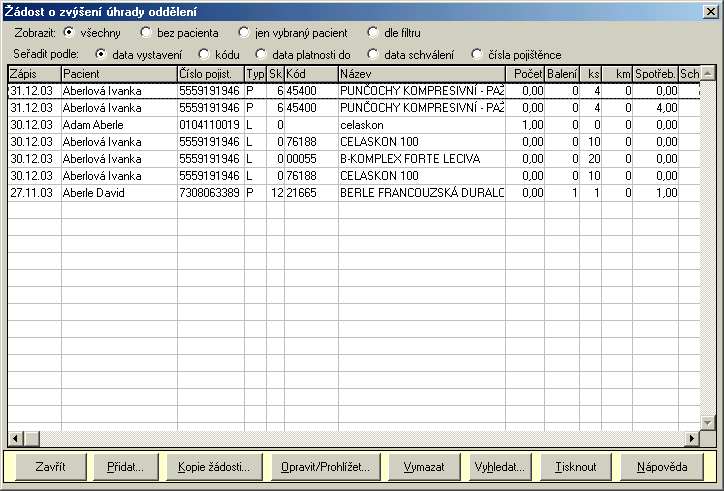 Žádost o zvýšení úhrady oddělení
Zobrazit: všechny bez pacienta jen vybraný pacient dle filtru
Seřadit podle: data vystavení kódu data platnosti do data schválení čísla pojištěnce
Zápis Pacient Číslo pojist. Typ Sk Kód Název Počet Balení ks km Spotřeb. Sch
31.12.03 Aberlová Ivanka 5559191946 P 6 45400 PUNČOCHY KOMPRESIVNÍ - PAŽ 0,00 0 4 0 0,00
31.12.03 Aberlová Ivanka 5559191946 P 6 45400 PUNČOCHY KOMPRESIVNÍ - PAŽ 0,00 0 4 0 4,00
30.12.03 Adam Aberle 0104110019 L 0 celaskon 1,00 0 0 0 0,00
30.12.03 Aberlová Ivanka 5559191946 L 0 76188 CELASKON 100 0,00 0 10 0 0,00
30.12.03 Aberlová Ivanka 5559191946 L 0 00055 B-KOMPLEX FORTE LECIVA 0,00 0 20 0 0,00
30.12.03 Aberlová Ivanka 5559191946 L 0 76188 CELASKON 100 0,00 0 10 0 0,00
27.11.03 Aberle David 7308063389 P 12 21665 BERLE FRANCOUZSKÁ DURALO 0,00 1 1 0 1,00
Zavřít Přidat... Kopie žádosti... Opravit/Prohlížet... Vymazat Vyhledat... Tisknout Nápověda